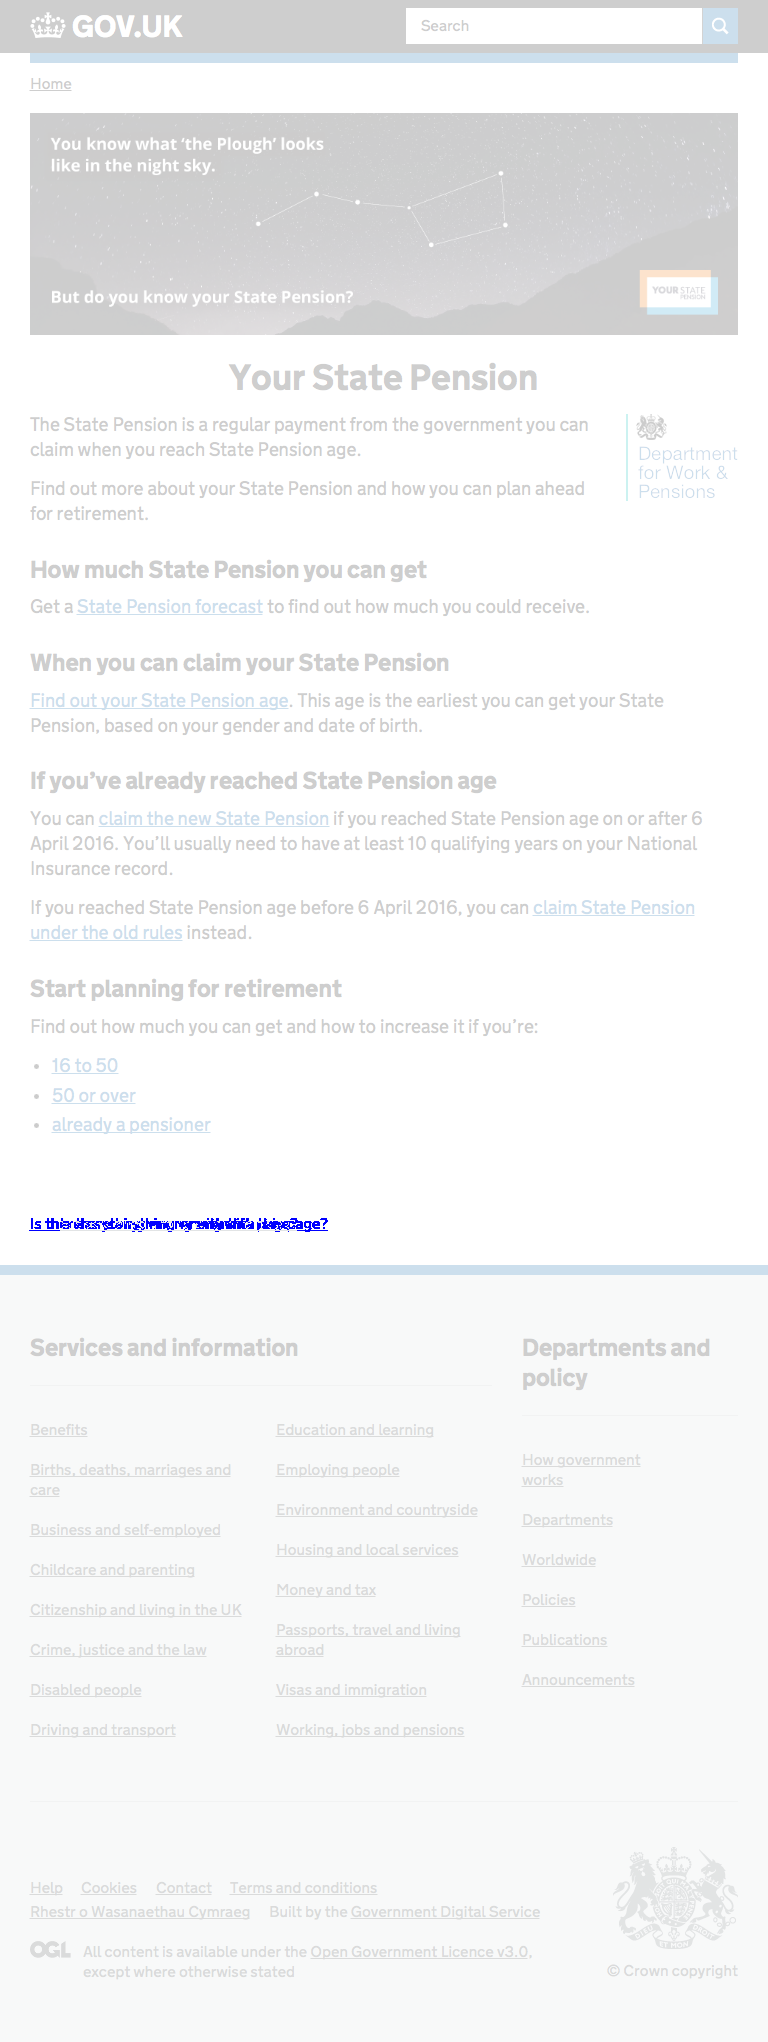 GOV.UK
Search
Home
You know what ‘the Plough’ looks
like in the night sky.
But do you know your State Pension?
YOUR STATE
PENSION
Your State Pension
The State Pension is a regular payment from the government you can
claim when you reach State Pension age.
Department
for Work &
Pensions
Find out more about your State Pension and how you can plan ahead
for retirement.
How much State Pension you can get
Get a State Pension forecast to find out how much you could receive.
When you can claim your State Pension
Find out your State Pension age. This age is the earliest you can get your State
Pension, based on your gender and date of birth.
If you’ve already reached State Pension age
You can claim the new State Pension if you reached State Pension age on or after 6
April 2016. You’ll usually need to have at least 10 qualifying years on your National
Insurance record.
If you reached State Pension age before 6 April 2016, you can claim State Pension
under the old rules instead.
Start planning for retirement
Find out how much you can get and how to increase it if you’re:
• 16 to 50
• 50 or over
• already a pensioner
Services and information
Departments and
policy
Benefits
Births, deaths, marriages and
care
Business and self-employed
Childcare and parenting
Citizenship and living in the UK
Crime, justice and the law
Disabled people
Driving and transport
Education and learning
Employing people
Environment and countryside
Housing and local services
Money and tax
Passports, travel and living
abroad
Visas and immigration
Working, jobs and pensions
How government
works
Departments
Worldwide
Policies
Publications
Announcements
Help Cookies Contact Terms and conditions
Rhestr o Wasanaethau Cymraeg Built by the Government Digital Service
OGL All content is available under the Open Government Licence v3.0,
except where otherwise stated
© Crown copyright